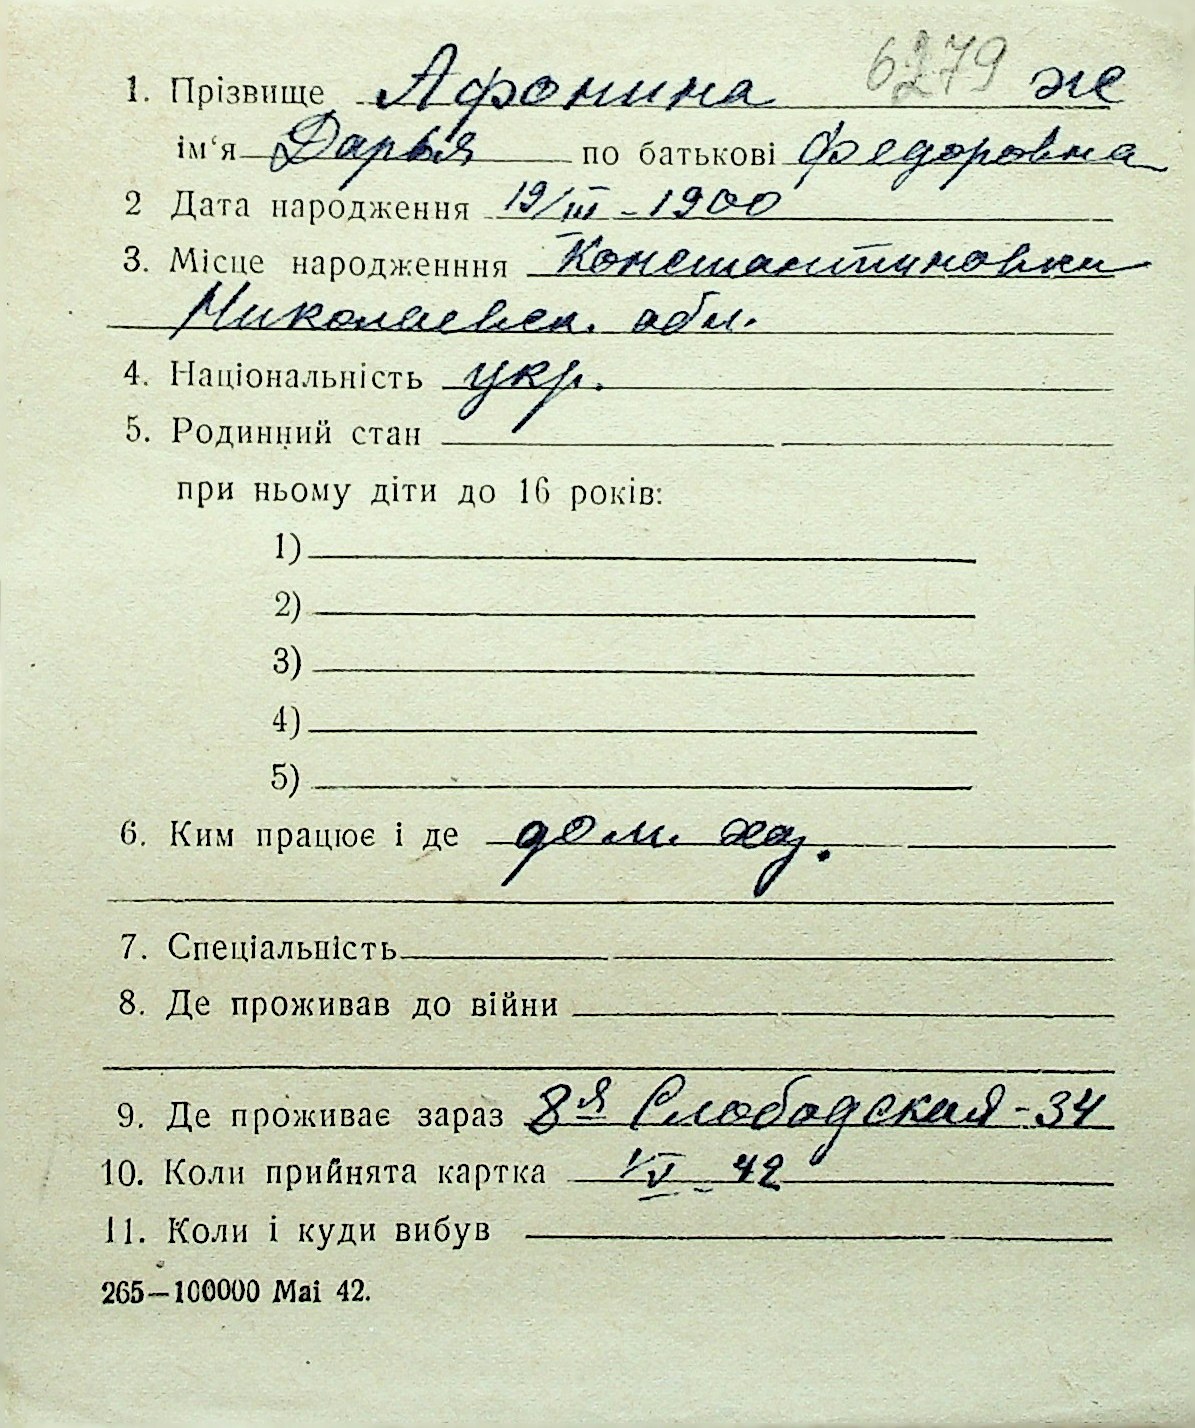 6279
1. Прізвище Афонина ж
ім‘я Дарья по батькові Федоровна
2 Дата народження 19/III - 1900
3. Місце народженння Константиновки
Николаевск. обл.
4. Національність укр.
5. Родинний стан
при ньому діти до 16 років:
1)
2)
3)
4)
5)
6. Ким працює і де дом. хоз.
7. Спеціальність
8. Де проживав до війни
9. Де проживає зараз 8я Слободская - 34
10. Коли прийнята картка 1/V - 42
11. Коли і куди вибув
265—100000 Mai 42.